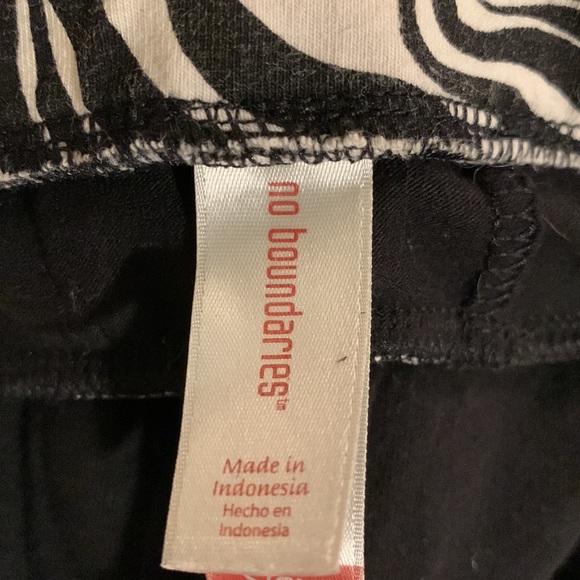 no boundaries™
Made in
Indonesia
Hecho en
Indonesia